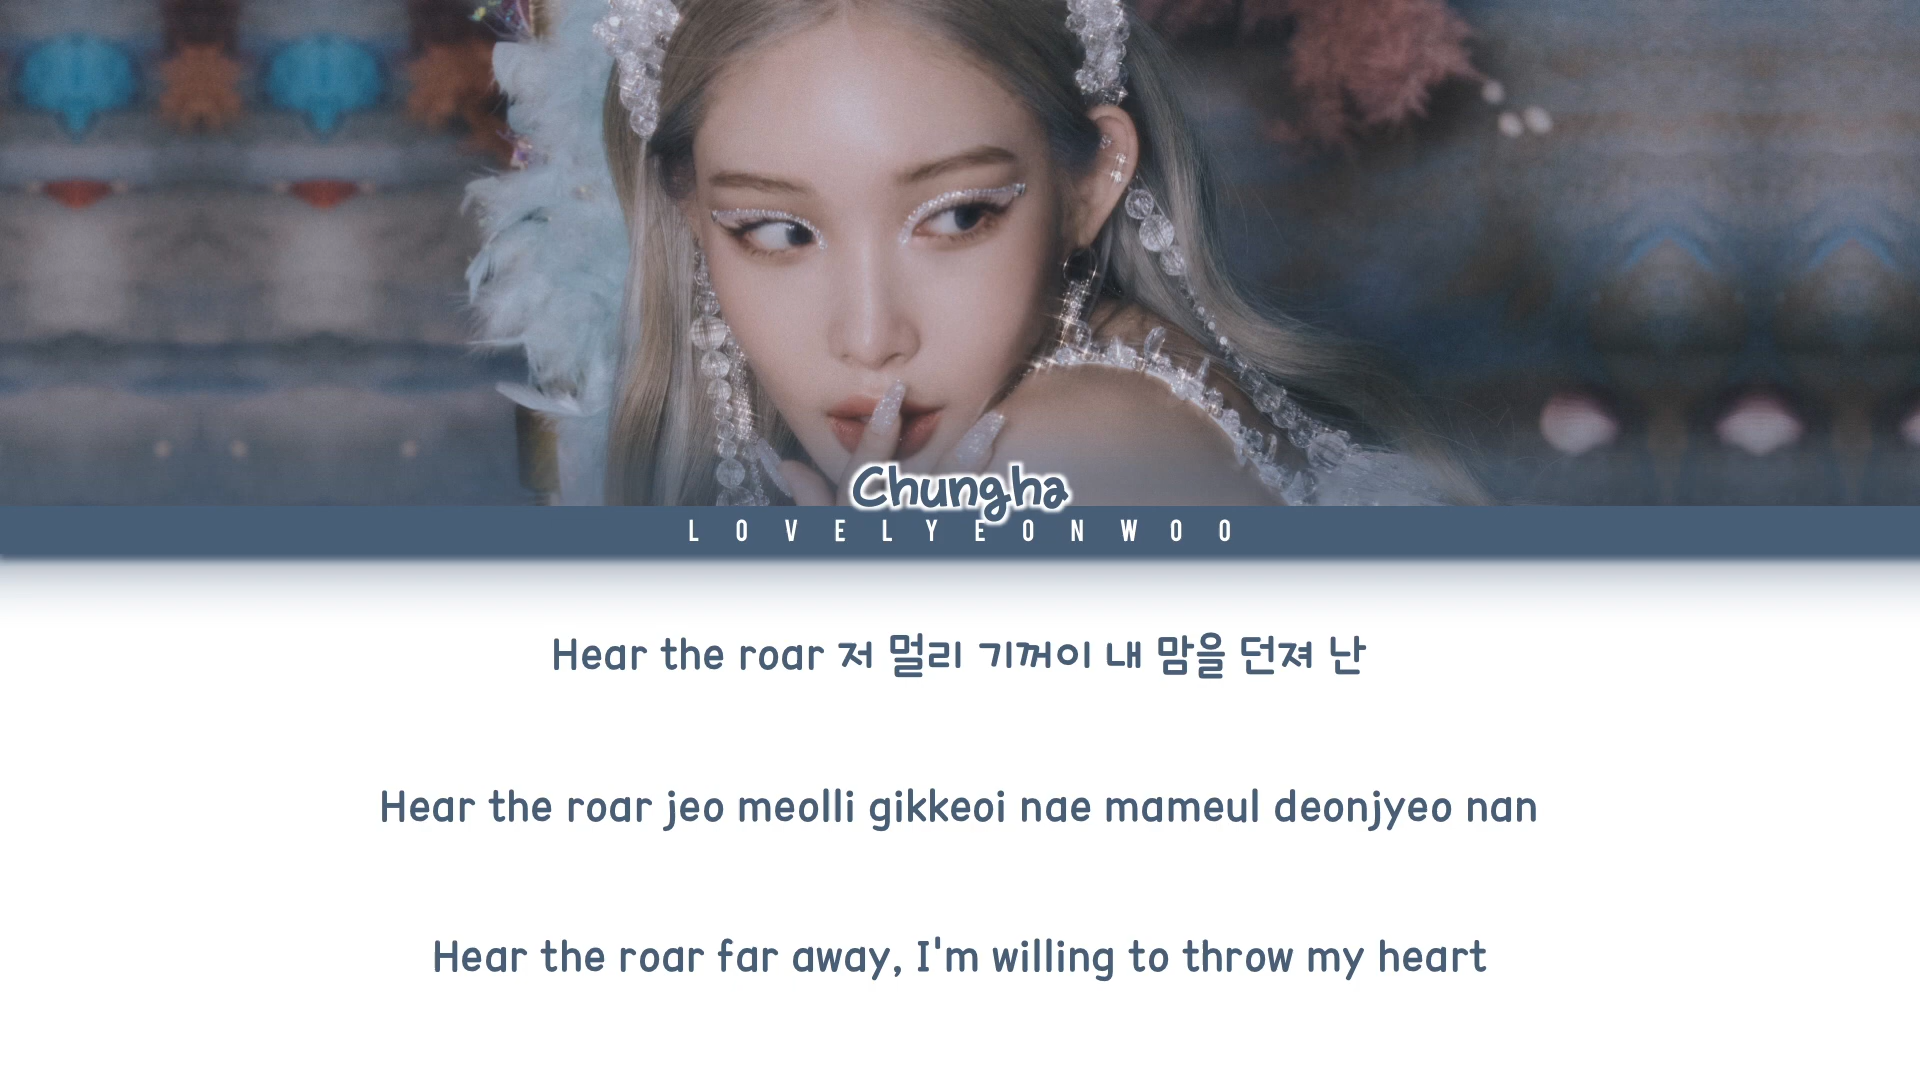 Chungha
LOVELYEONWOO
Hear the roar 저 멀리 기꺼이 내 맘을 던져 난
Hear the roar jeo meolli gikkeoi nae mameul deonjyeo nan
Hear the roar far away, I'm willing to throw my heart